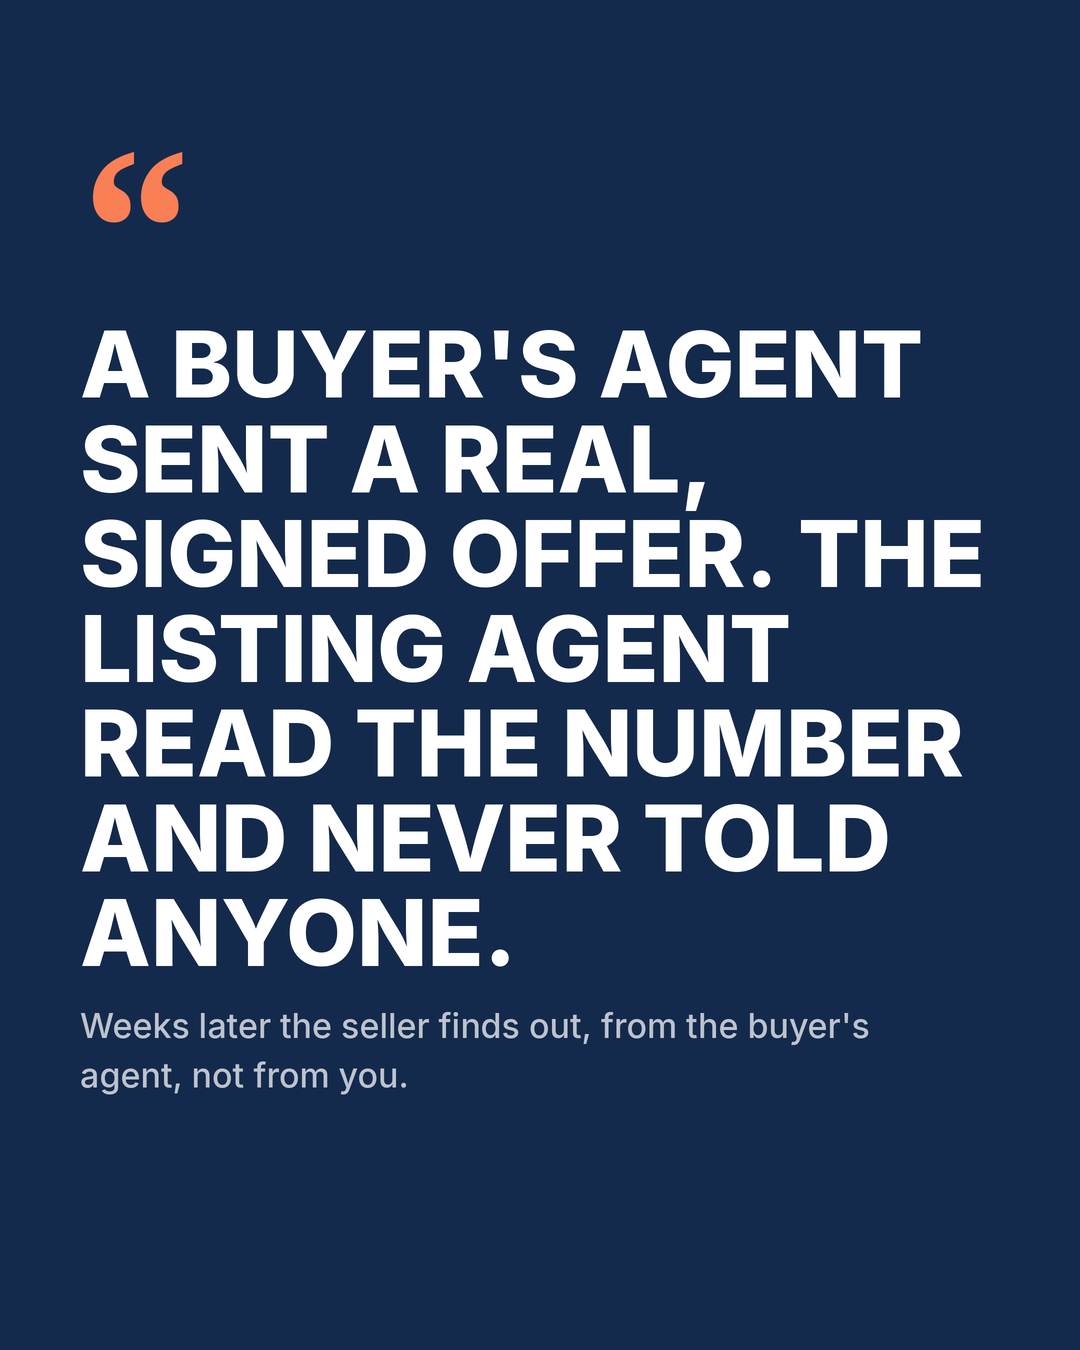 “
A BUYER'S AGENT
SENT A REAL,
SIGNED OFFER. THE
LISTING AGENT
READ THE NUMBER
AND NEVER TOLD
ANYONE.
Weeks later the seller finds out, from the buyer's
agent, not from you.